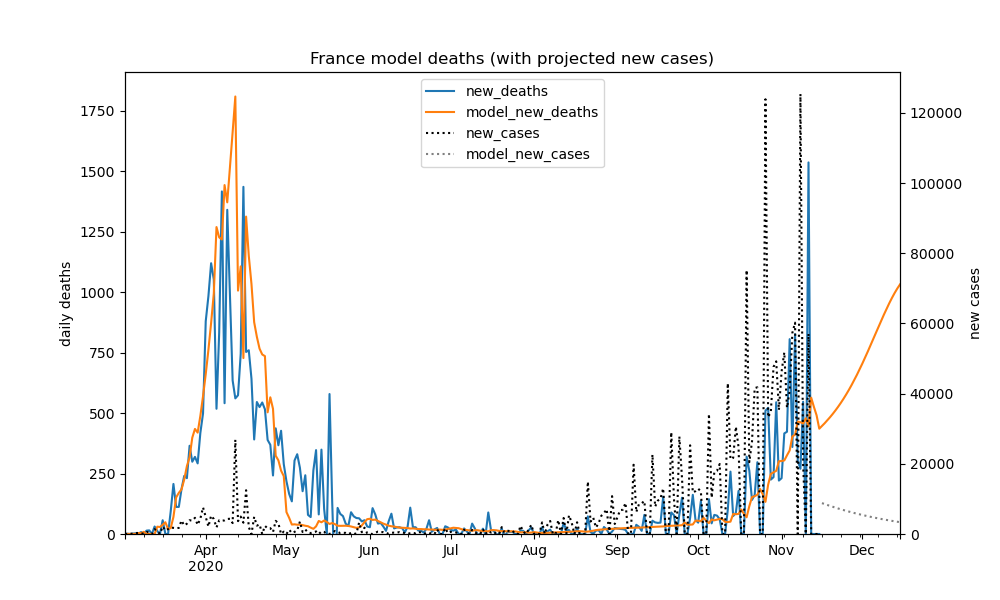 France model deaths (with projected new cases)
new_deaths
model_new_deaths
new_cases
model_new_cases
daily deaths
1750
1500
1250
1000
750
500
250
0
new cases
120000
100000
80000
60000
40000
20000
0
Apr May Jun Jul Aug Sep Oct Nov Dec
2020